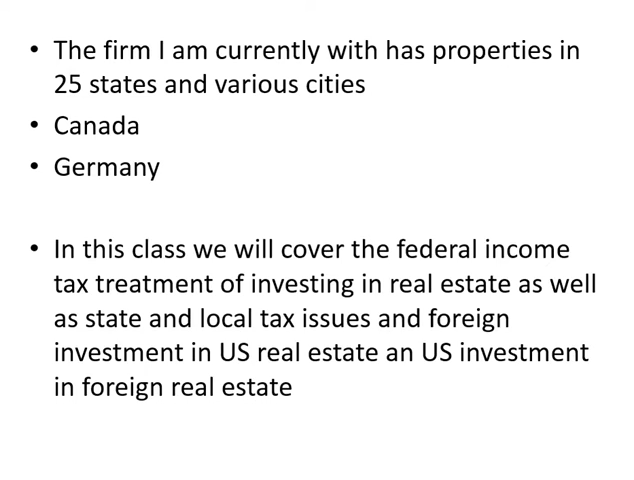 • The firm I am currently with has properties in
25 states and various cities
• Canada
• Germany
• In this class we will cover the federal income
tax treatment of investing in real estate as well
as state and local tax issues and foreign
investment in US real estate an US investment
in foreign real estate